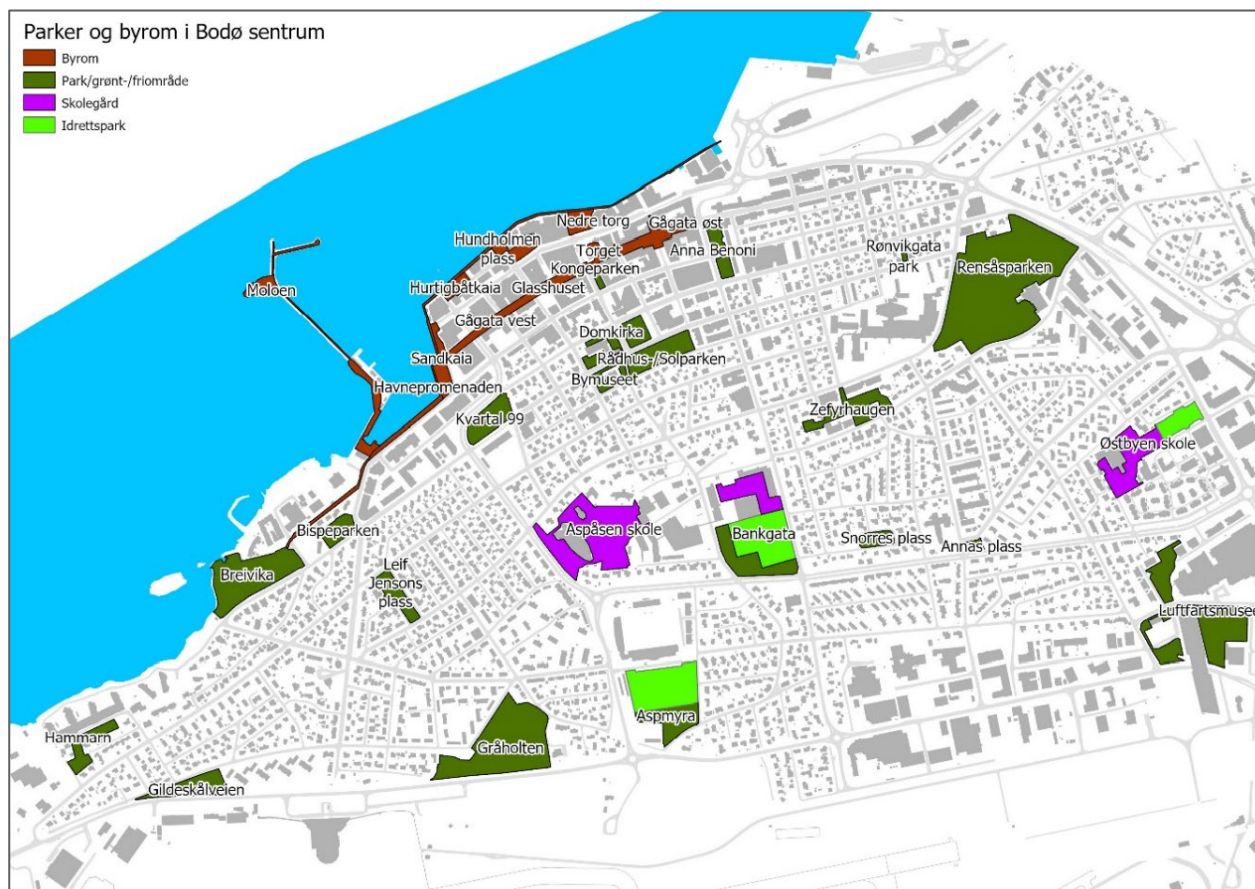 Parker og byrom i Bodø sentrum
Byrom
Park/grønt-/friområde
Skolegård
Idrettspark
Nedre torg
Gågata øst
Hundholmen
plass
Torget
Anna Benoni
Rønvikgata
park
Kongeparken
Rensåsparken
Moloen
Hurtigbåtkaia
Glasshuset
Gågata vest
Domkirka
Sandkaia
Rådhus-/Solparken
Bymuseet
Havnepromenaden
Kvartal 99
Zefyrhaugen
Østbyen skole
Bispeparken
Aspåsen skole
Bankgata
Snorres plass
Annas plass
Breivika
Leif
Jensons
plass
Luftfartsmuseet
Aspmyra
Hammarn
Gråholten
Gildeskålveien